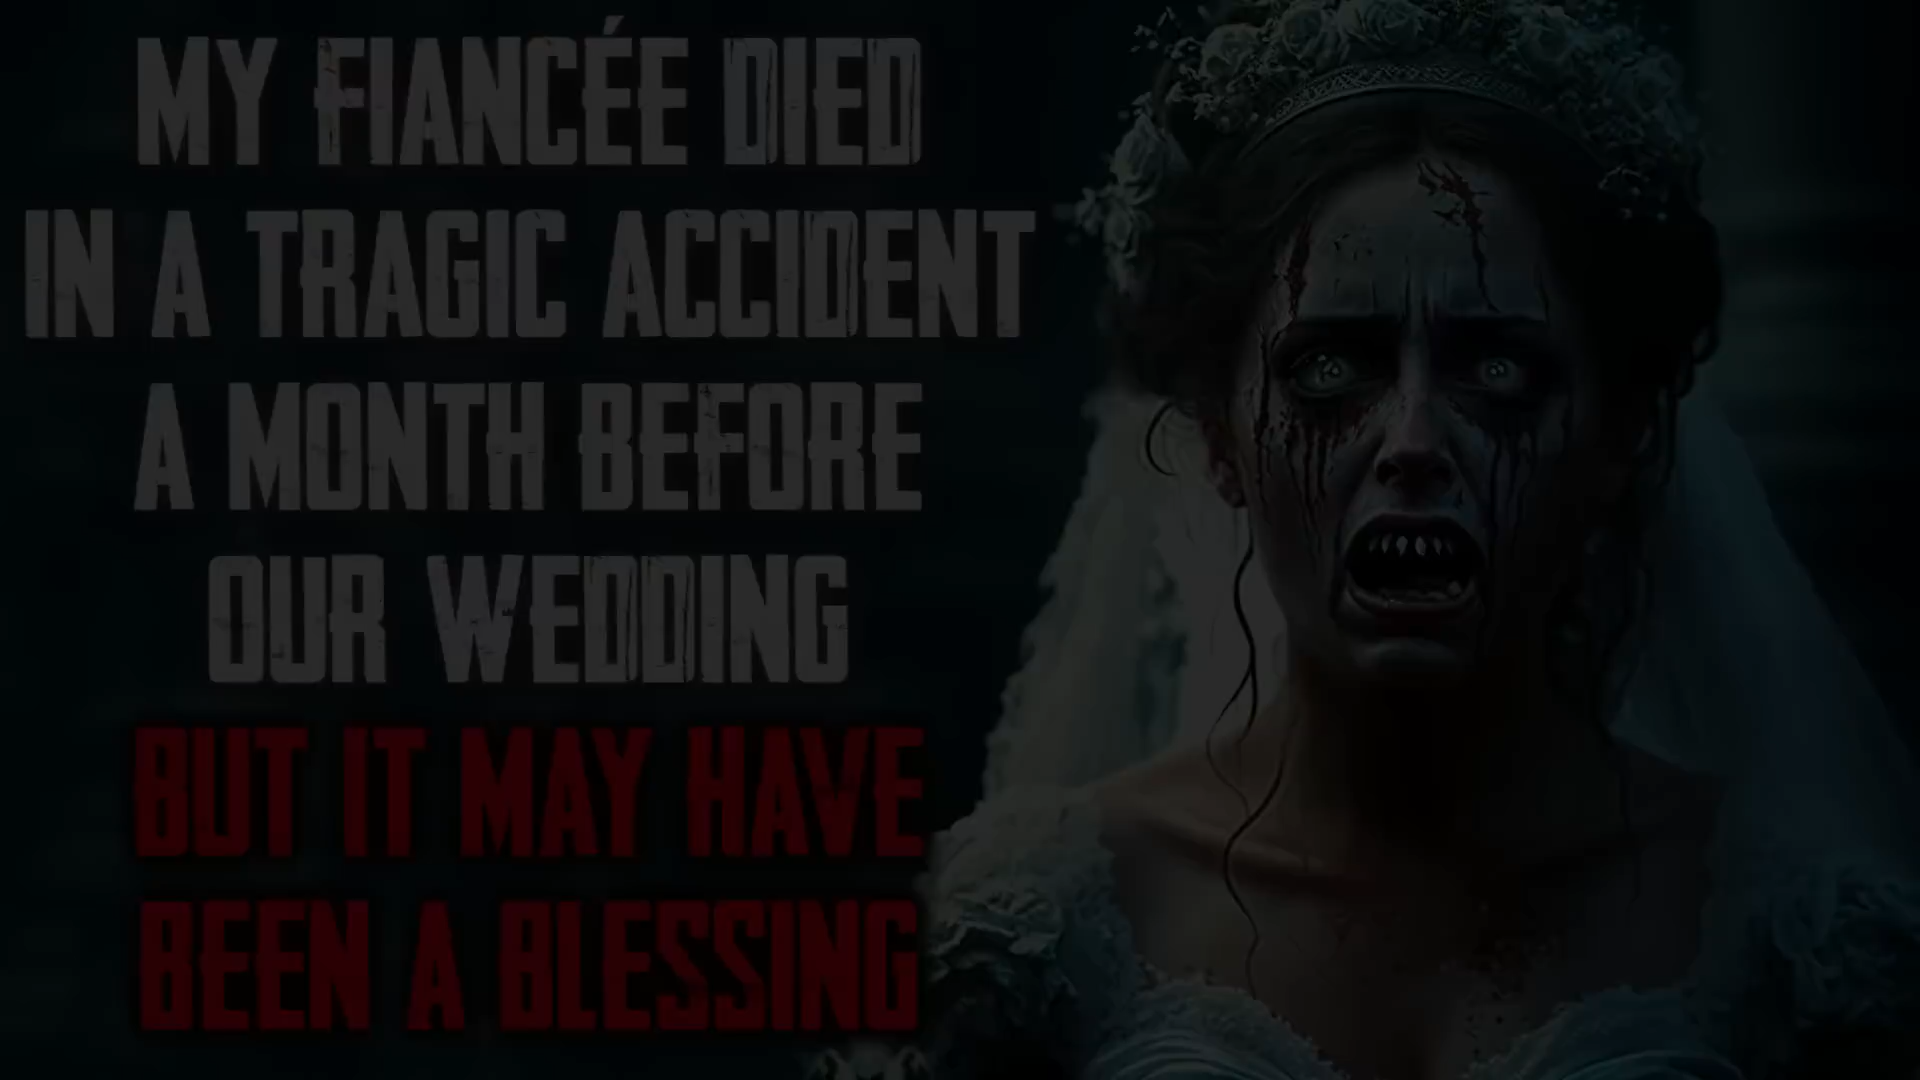 MY FIANCÉE DIED
IN A TRAGIC ACCIDENT
A MONTH BEFORE
OUR WEDDING
BUT IT MAY HAVE
BEEN A BLESSING